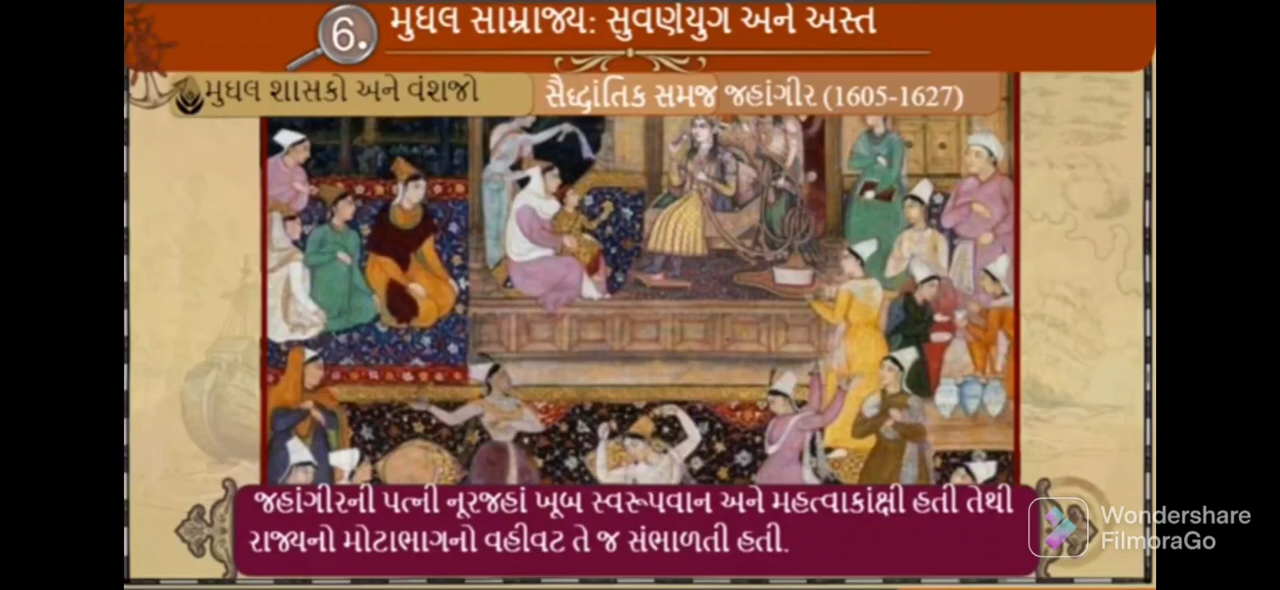 6. મુઘલ સામ્રાજ્ય: સુવર્ણયુગ અને અસ્ત
મુઘલ શાસકો અને વંશજો
સૈદ્ધાંતિક સમજ જહાંગીર (1605-1627)
જહાંગીરની પત્ની નૂરજહાં ખૂબ સ્વરૂપવાન અને મહત્વાકાંક્ષી હતી તેથી
રાજ્યનો મોટાભાગનો વહીવટ તે જ સંભાળતી હતી.
Wondershare
FilmoraGo